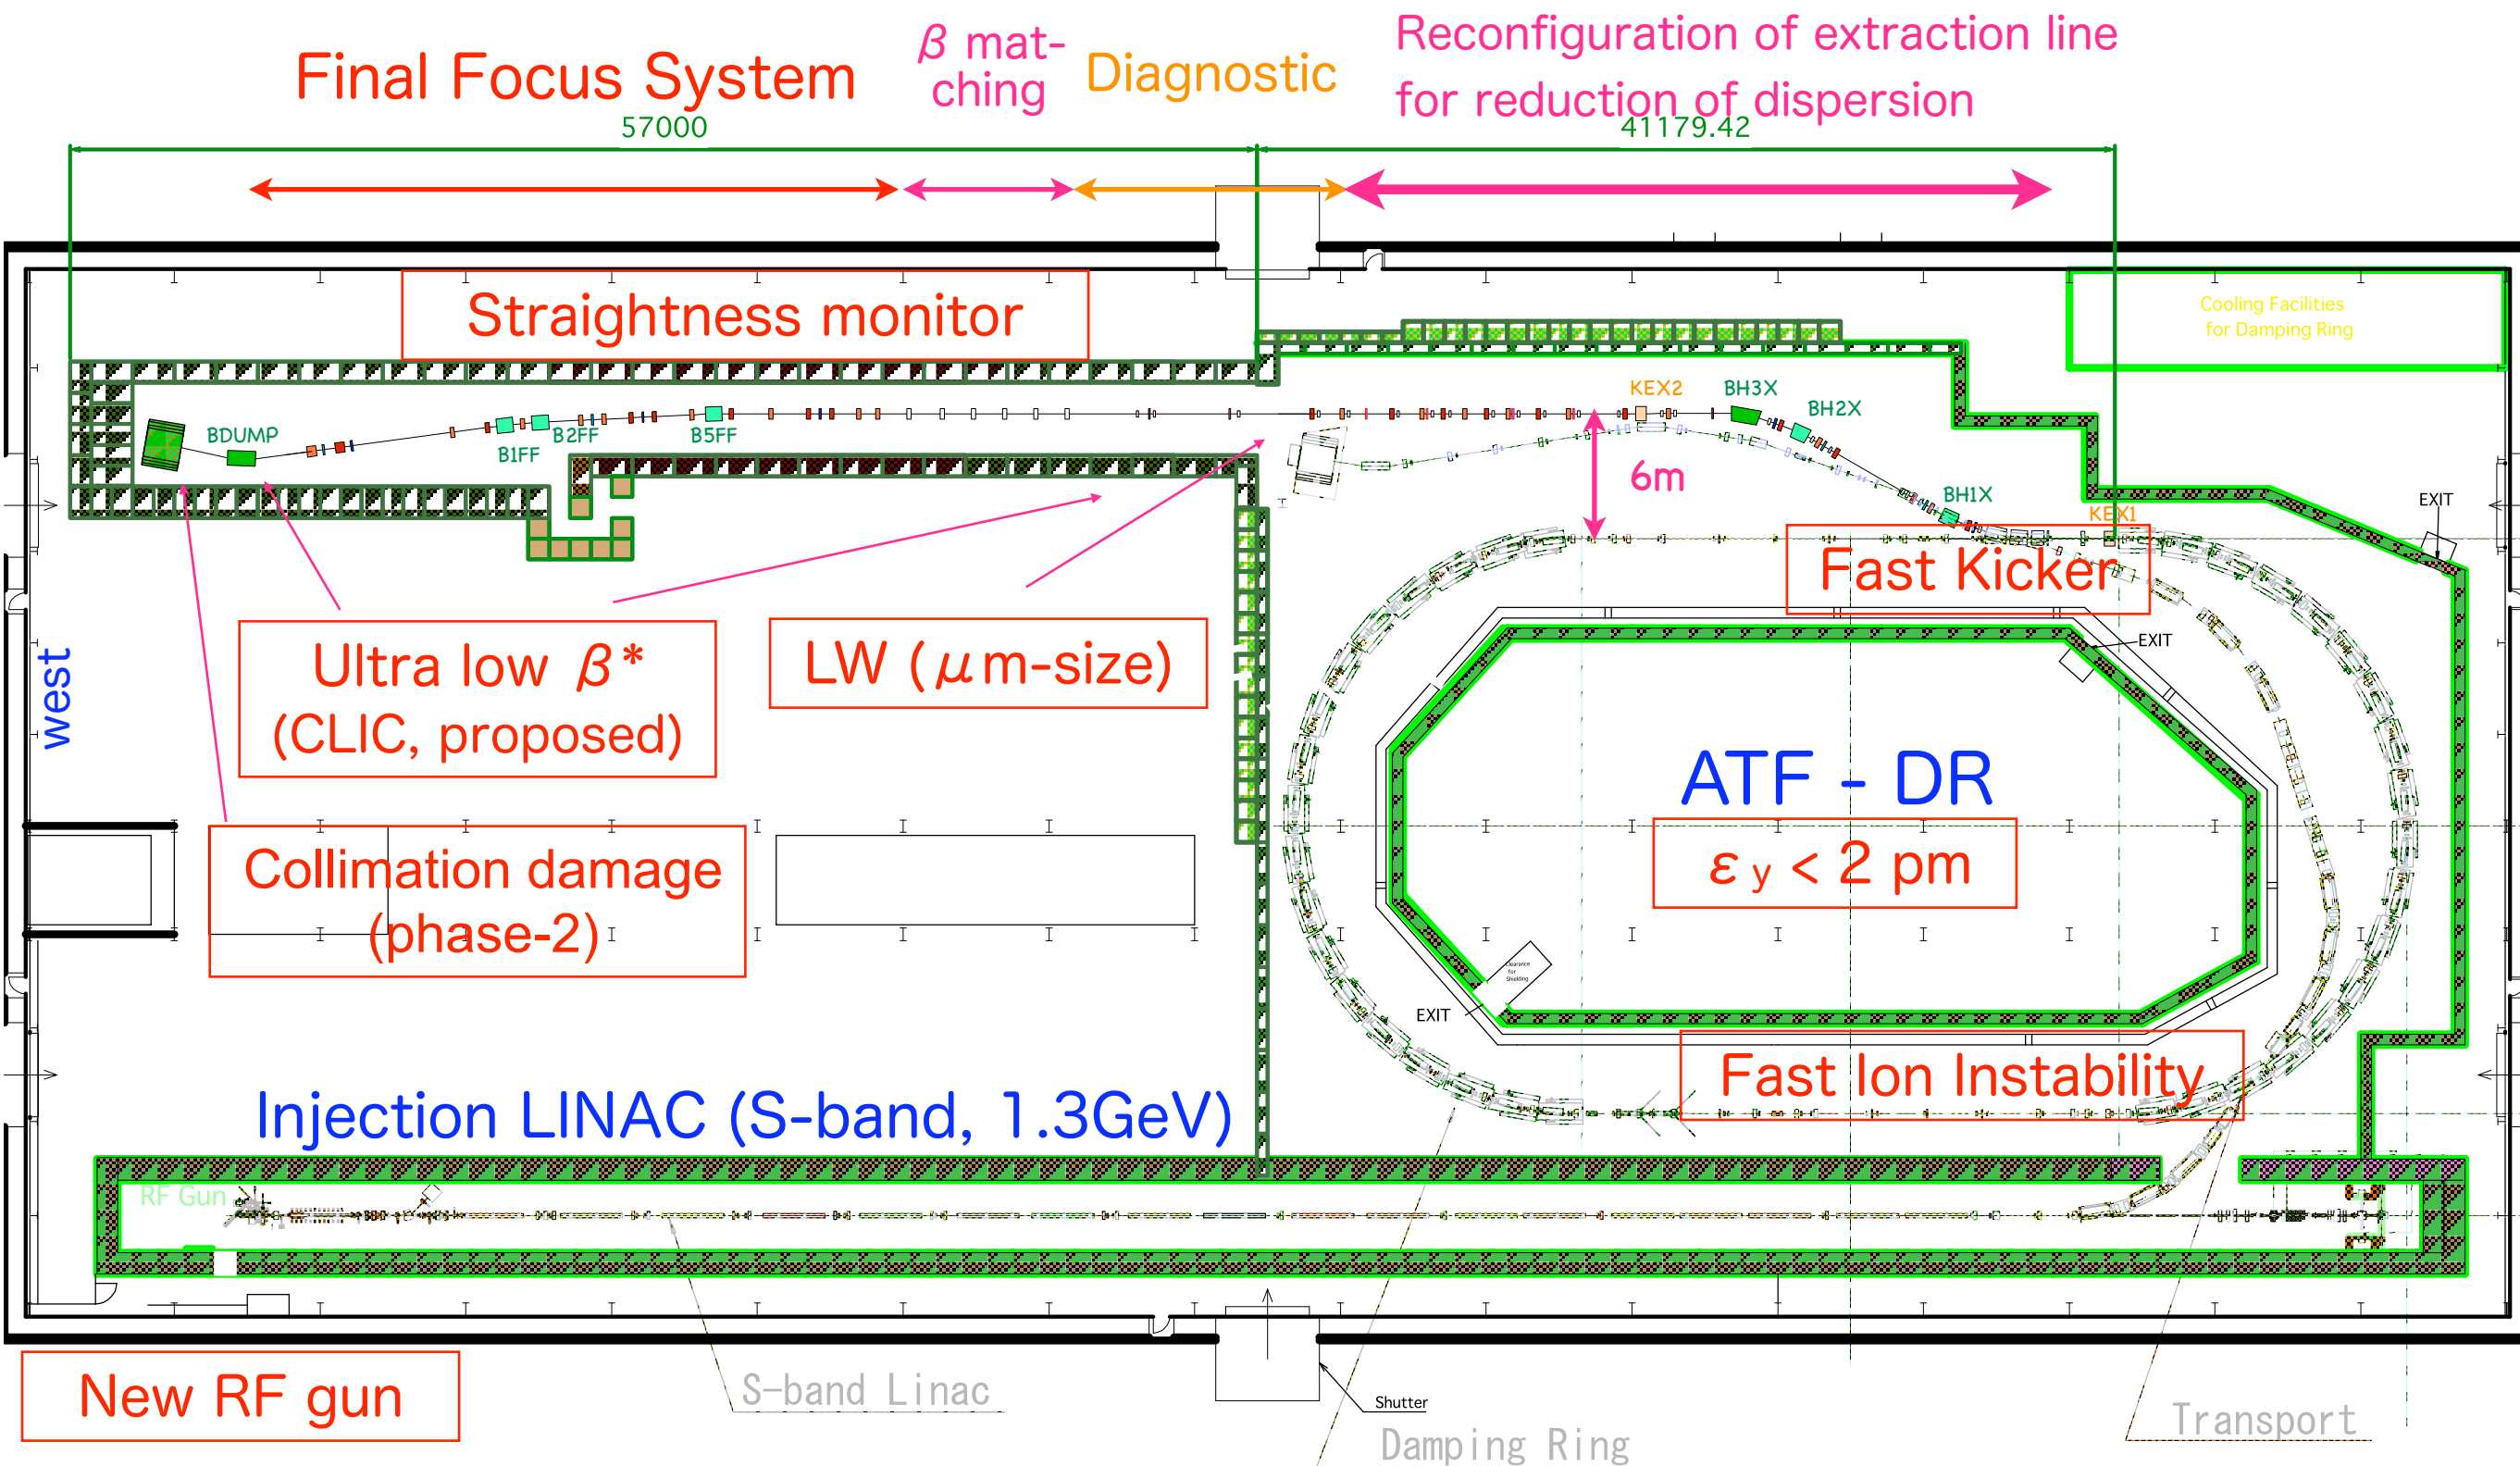 Final Focus System
β mat-
ching
Diagnostic
Reconfiguration of extraction line
for reduction of dispersion
57000
41179.42
Straightness monitor
Cooling Facilities
for Damping Ring
BDUMP
B1FF
B2FF
B5FF
KEX2
BH3X
BH2X
BH1X
KEX1
6m
EXIT
Fast Kicker
EXIT
west
Ultra low β*
(CLIC, proposed)
LW (μm-size)
ATF - DR
εy < 2 pm
Collimation damage
(phase-2)
Clearance
for
Shielding
EXIT
Fast Ion Instability
Injection LINAC (S-band, 1.3GeV)
RF Gun
New RF gun
S-band Linac
Shutter
Damping Ring
Transport